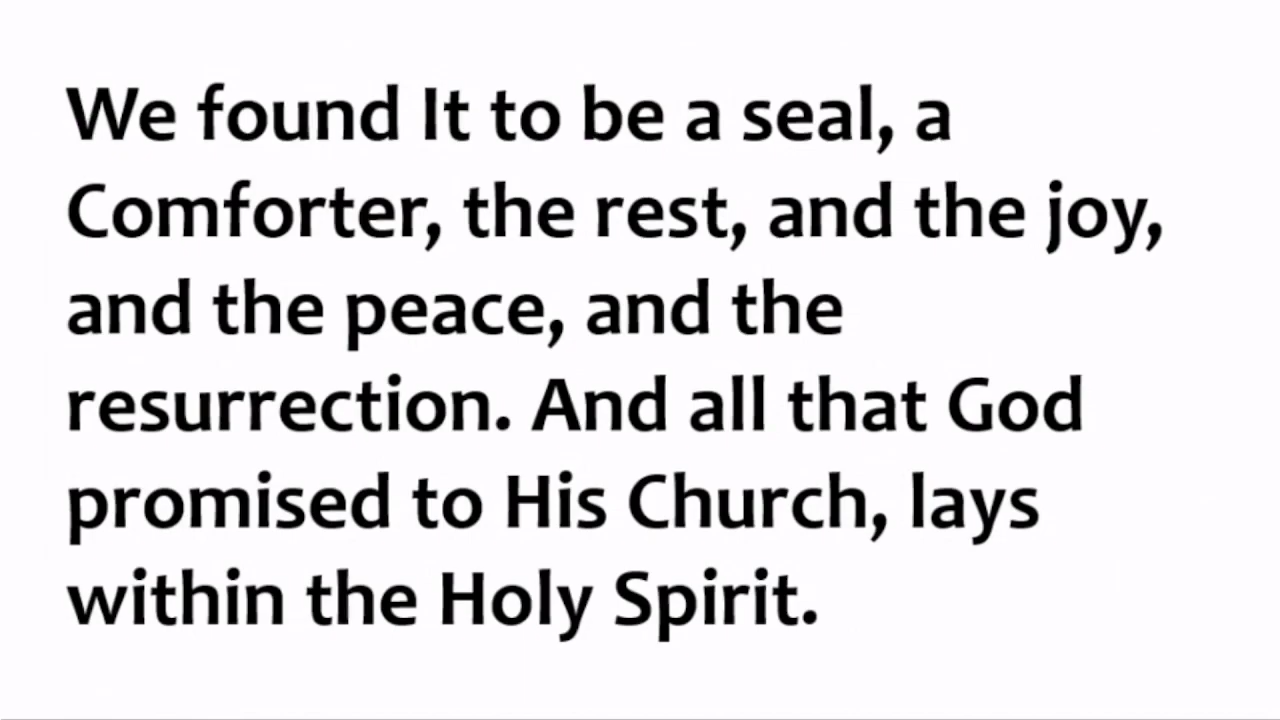 We found It to be a seal, a
Comforter, the rest, and the joy,
and the peace, and the
resurrection. And all that God
promised to His Church, lays
within the Holy Spirit.